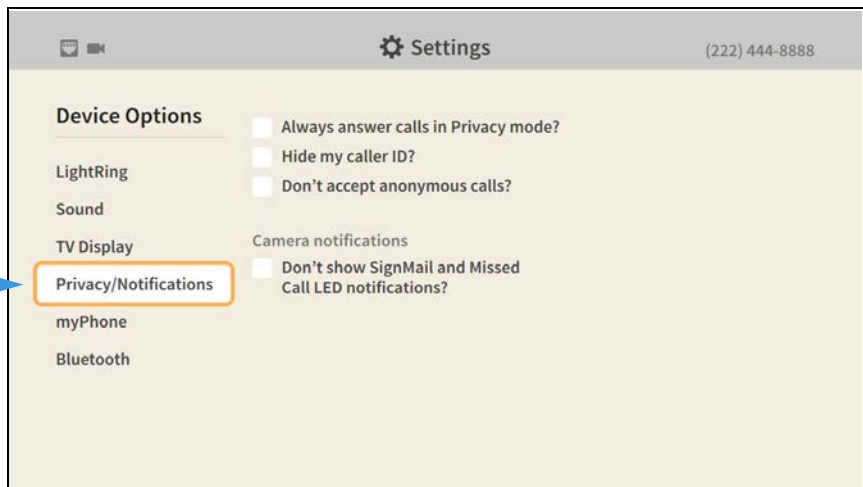 Settings
(222) 444-8888
Device Options
LightRing
Sound
TV Display
Privacy/Notifications
myPhone
Bluetooth
Always answer calls in Privacy mode?
Hide my caller ID?
Don't accept anonymous calls?
Camera notifications
Don't show SignMail and Missed
Call LED notifications?